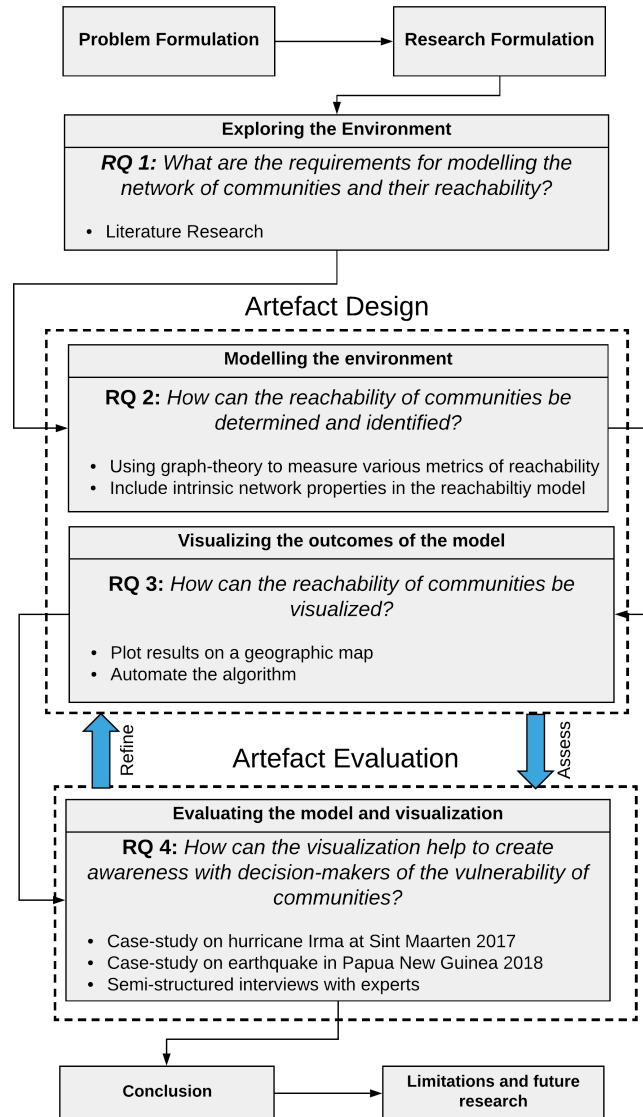 Problem Formulation
Research Formulation
Exploring the Environment
RQ 1: What are the requirements for modelling the
network of communities and their reachability?
• Literature Research
Artefact Design
Modelling the environment
RQ 2: How can the reachability of communities be
determined and identified?
• Using graph-theory to measure various metrics of reachability
• Include intrinsic network properties in the reachabiltiy model
Visualizing the outcomes of the model
RQ 3: How can the reachability of communities be
visualized?
• Plot results on a geographic map
• Automate the algorithm
Refine
Assess
Artefact Evaluation
Evaluating the model and visualization
RQ 4: How can the visualization help to create
awareness with decision-makers of the vulnerability of
communities?
• Case-study on hurricane Irma at Sint Maarten 2017
• Case-study on earthquake in Papua New Guinea 2018
• Semi-structured interviews with experts
Conclusion
Limitations and future
research